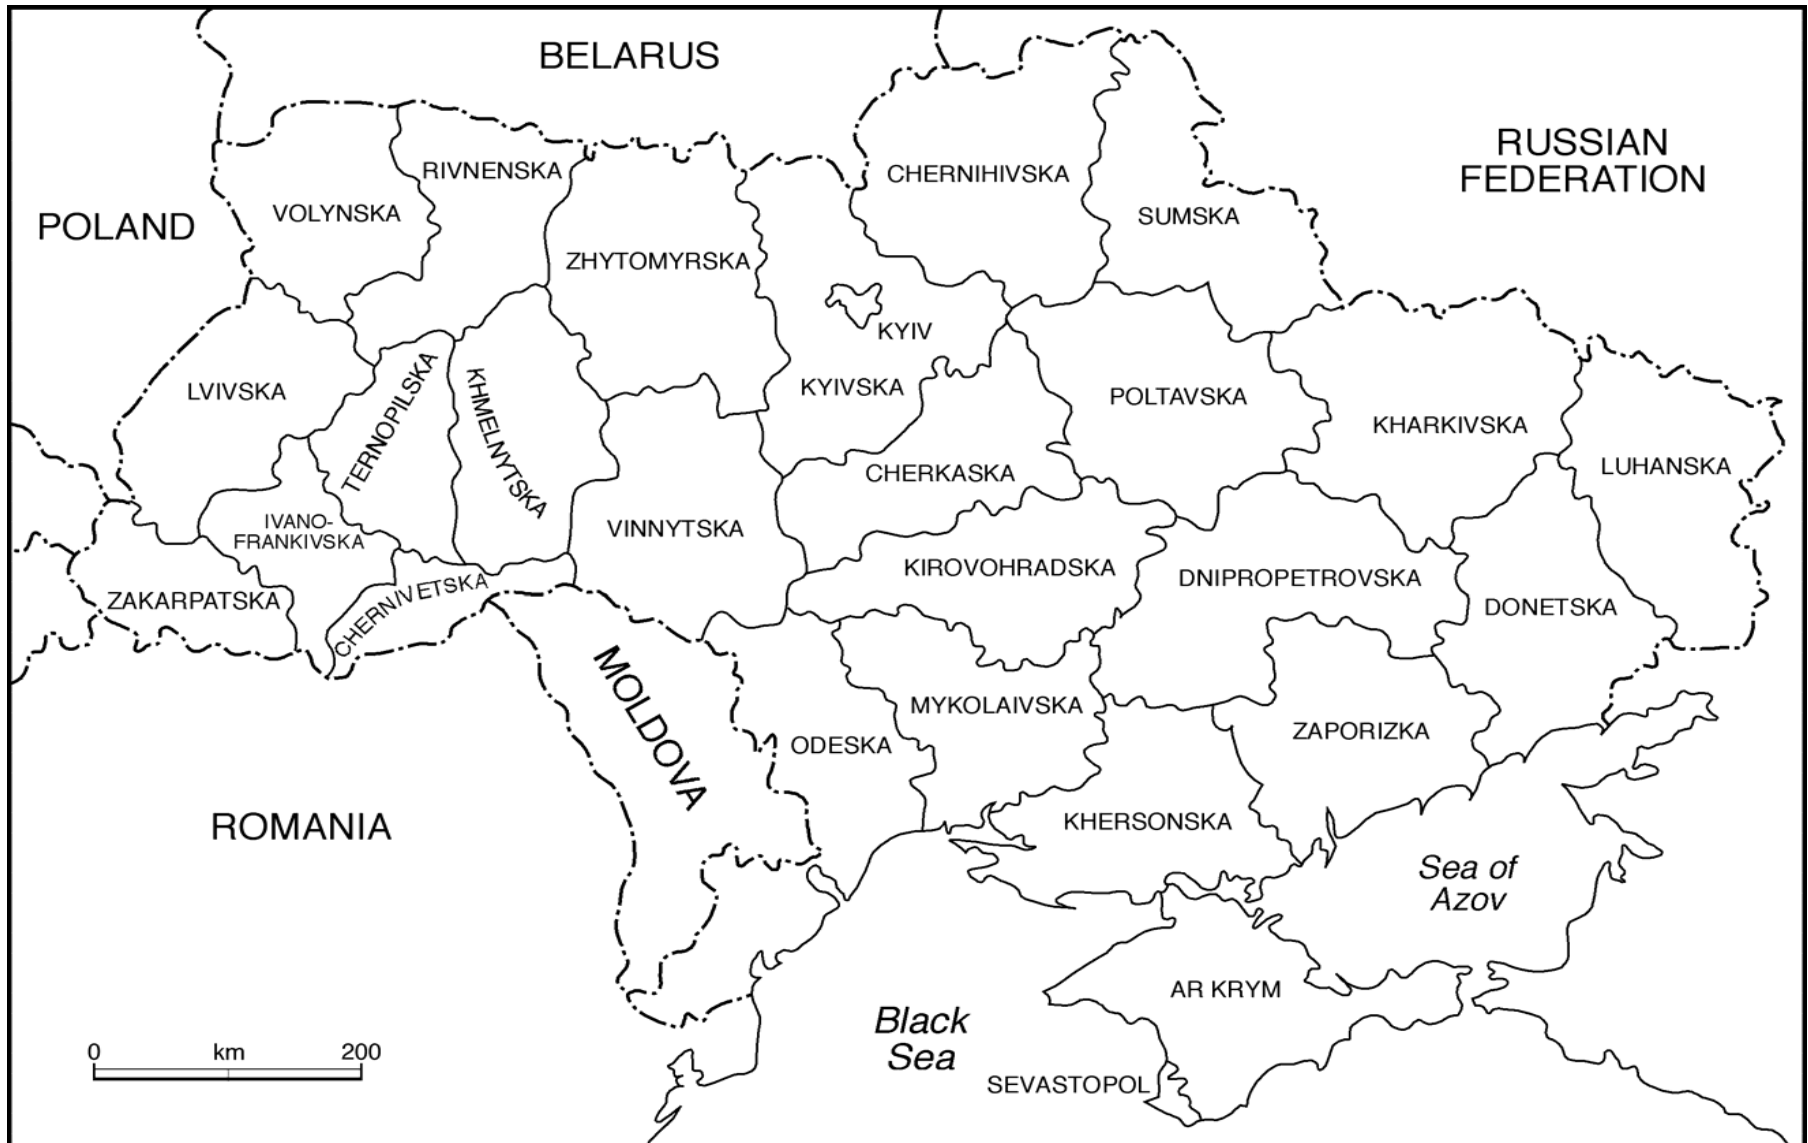 BELARUS
RUSSIAN
FEDERATION
POLAND
RIVNENSKA
CHERNIHIVSKA
VOLYNSKA
SUMSKA
ZHYTOMYRSKA
KYIV
LVIVSKA
TERNOPILSKA
KHMELNYTSKA
KYIVSKA
POLTAVSKA
KHARKIVSKA
LUHANSKA
CHERKASKA
IVANO-
FRANKIVSKA
VINNYTSKA
KIROVOHRADSKA
DNIPROPETROVSKA
ZAKARPATSKA
CHERNIVETSKA
DONETSKA
MOLDOVA
MYKOLAIVSKA
ODESKA
ZAPORIZKA
ROMANIA
KHERSONSKA
Sea of
Azov
AR KRYM
Black
Sea
0 km 200
SEVASTOPOL